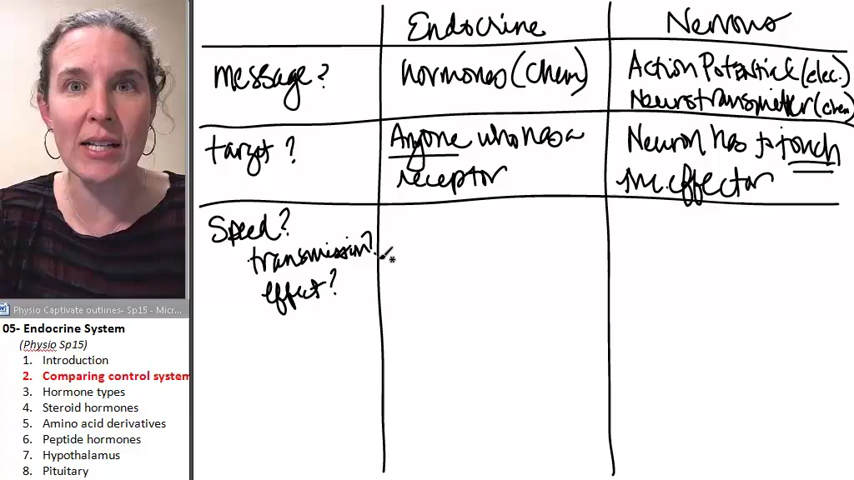 Endocrine
Nervous
message?
hormones (Chem)
Action Potential (elec.)
Neurotransmitter (chem)
target?
Anyone who has a
receptor
Neuron has to touch
the effector
Speed?
transmission?
effect?
Physio Captivate outlines- Sp15 - Micr...
05- Endocrine System
(Physio Sp15)
1. Introduction
2. Comparing control system
3. Hormone types
4. Steroid hormones
5. Amino acid derivatives
6. Peptide hormones
7. Hypothalamus
8. Pituitary